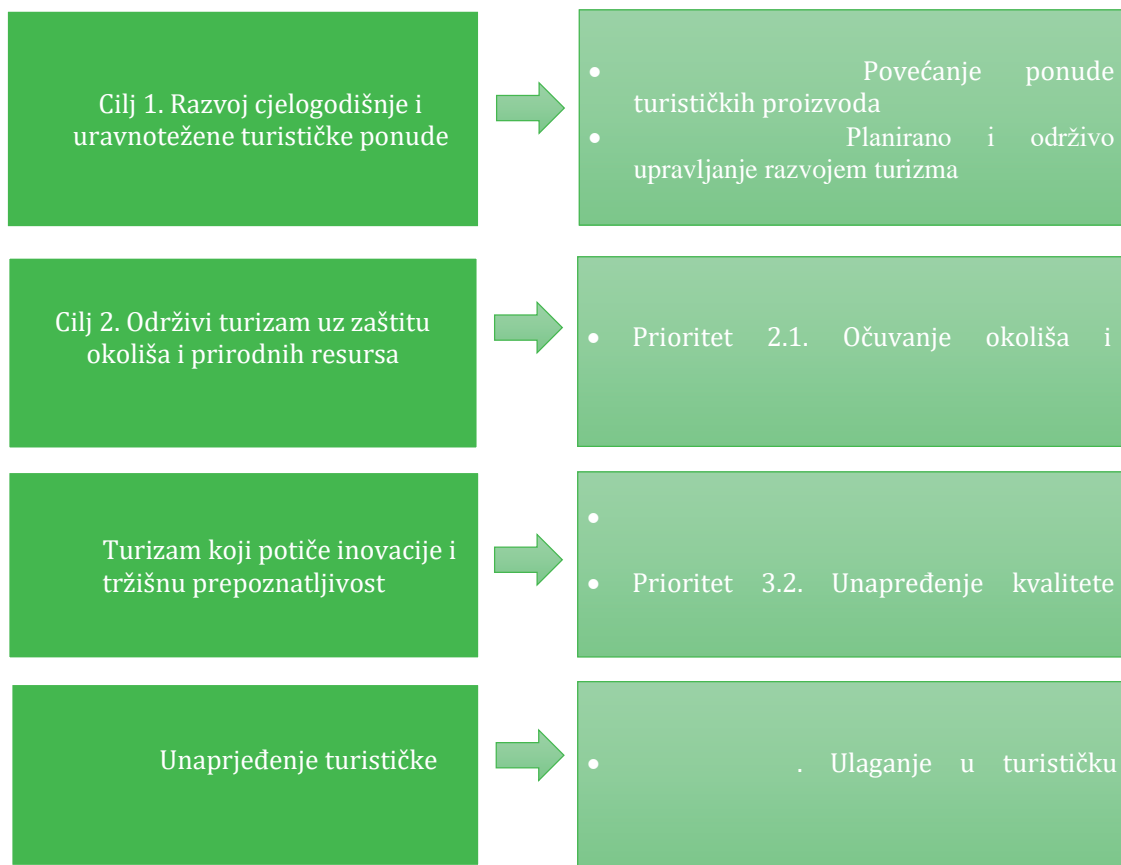 Cilj 1. Razvoj cjelogodišnje i
uravnotežene turističke ponude
• Povećanje ponude
turističkih proizvoda
• Planirano i održivo
upravljanje razvojem turizma
Cilj 2. Održivi turizam uz zaštitu
okoliša i prirodnih resursa
• Prioritet 2.1. Očuvanje okoliša i
Turizam koji potiče inovacije i
tržišnu prepoznatljivost
•
• Prioritet 3.2. Unapređenje kvalitete
Unaprjeđenje turističke
• . Ulaganje u turističku